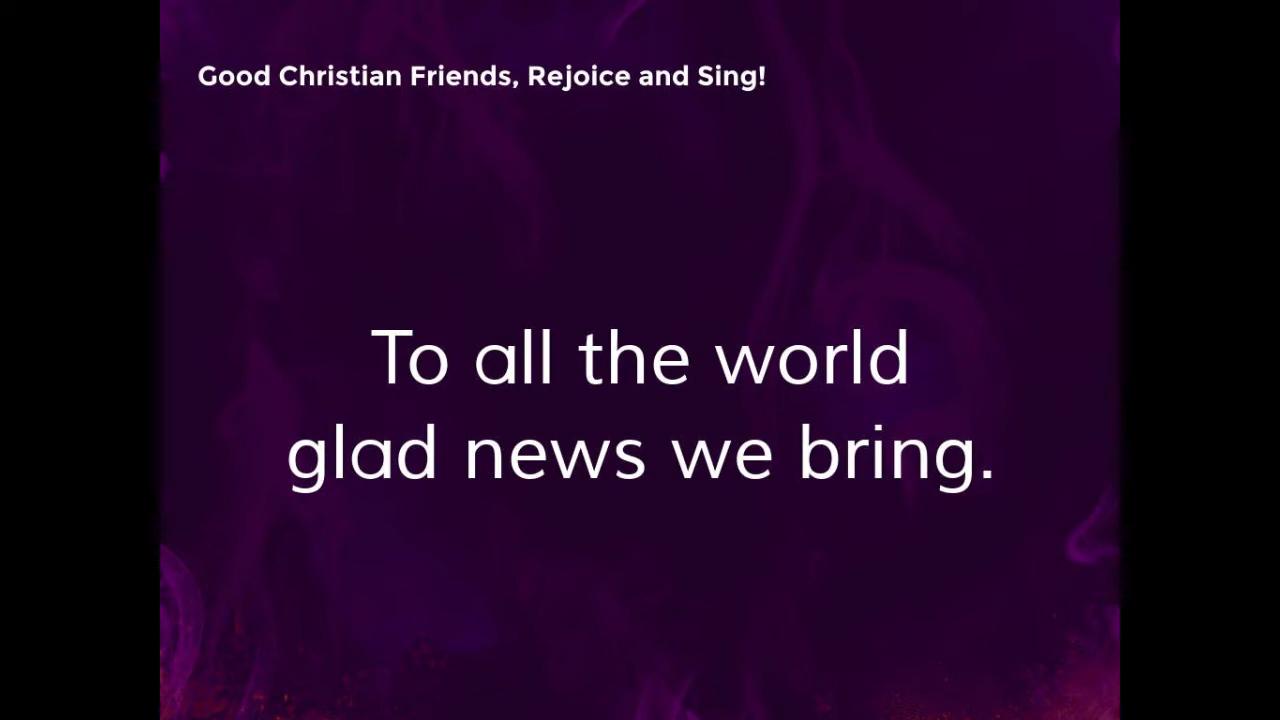 Good Christian Friends, Rejoice and Sing!
To all the world
glad news we bring.